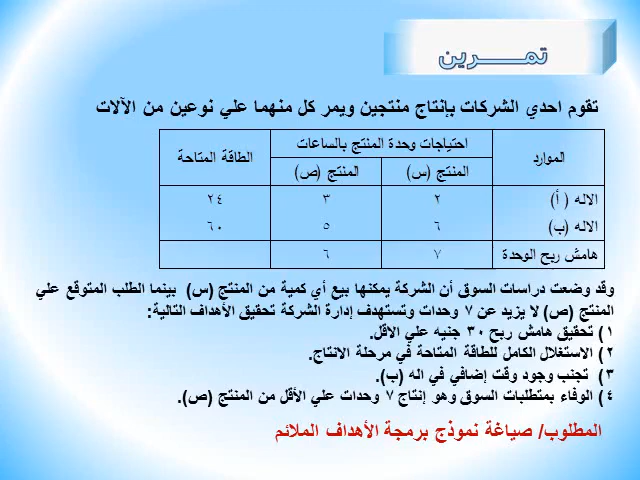 تمـــــرين
تقوم احدي الشركات بإنتاج منتجين ويمر كل منهما علي نوعين من الآلات
الموارد احتياجات وحدة المنتج بالساعات الطاقة المتاحة
المنتج (س) المنتج (ص)
الاله (أ) ٢ ٣ ٢٤
الاله (ب) ٦ ٥ ٦٠
هامش ربح الوحدة ٧ ٦
وقد وضعت دراسات السوق أن الشركة يمكنها بيع أي كمية من المنتج (س) بينما الطلب المتوقع علي
المنتج (ص) لا يزيد عن ٧ وحدات وتستهدف إدارة الشركة تحقيق الأهداف التالية:
١) تحقيق هامش ربح ٣٠ جنيه علي الاقل.
٢) الاستغلال الكامل للطاقة المتاحة في مرحلة الانتاج.
٣) تجنب وجود وقت إضافي في اله (ب).
٤) الوفاء بمتطلبات السوق وهو إنتاج ٧ وحدات علي الأقل من المنتج (ص).
المطلوب/ صياغة نموذج برمجة الأهداف الملائم